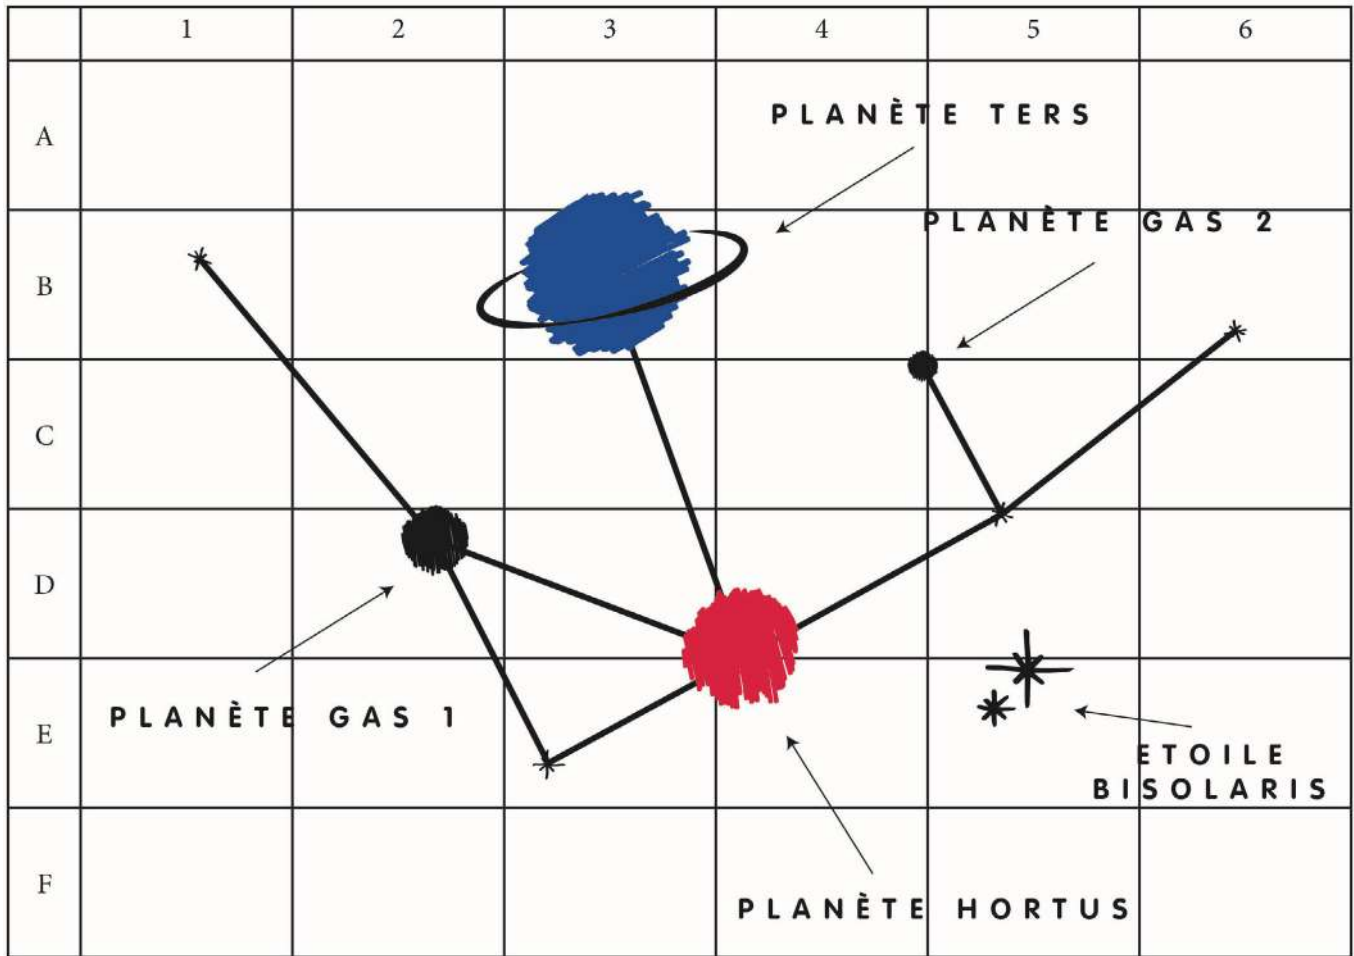 1 2 3 4 5 6
A
PLANÈTE TERS
PLANÈTE GAS 2
B
C
D
PLANÈTE GAS 1
E
ETOILE
BISOLARIS
F
PLANÈTE HORTUS